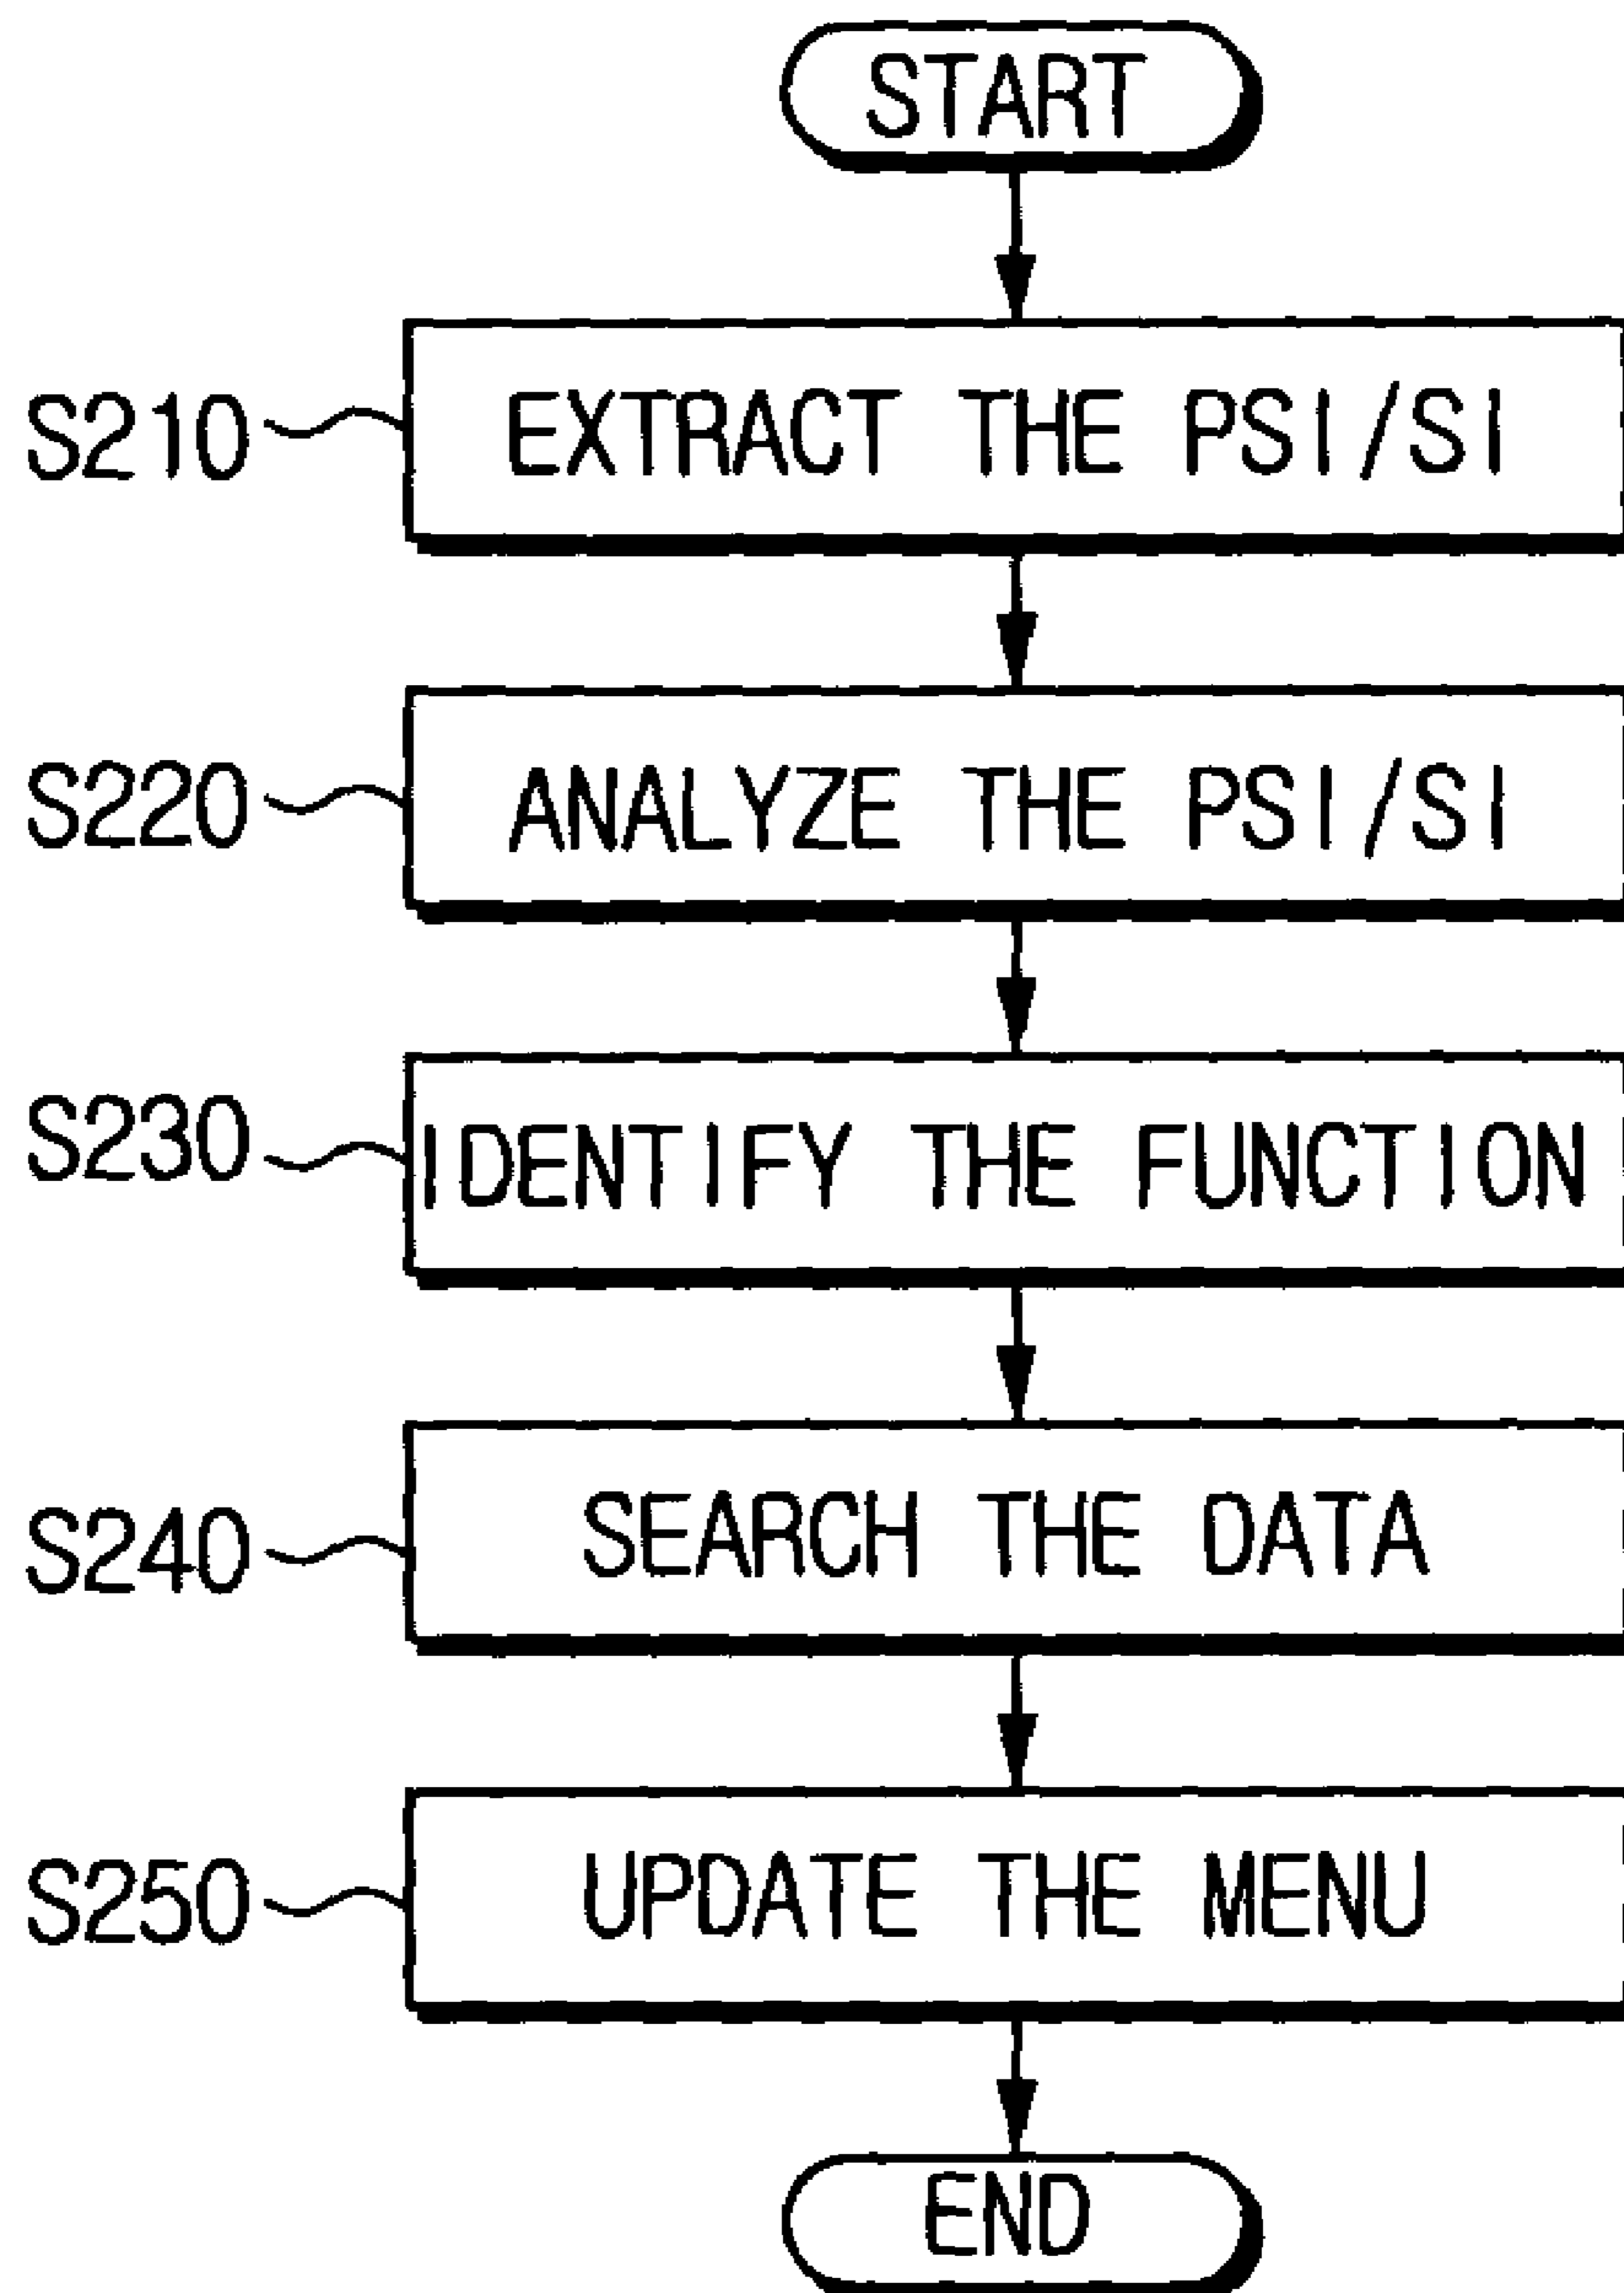 START
S210 EXTRACT THE PSI/SI
S220 ANALYZE THE PSI/SI
S230 IDENTIFY THE FUNCTION
S240 SEARCH THE DATA
S250 UPDATE THE MENU
END